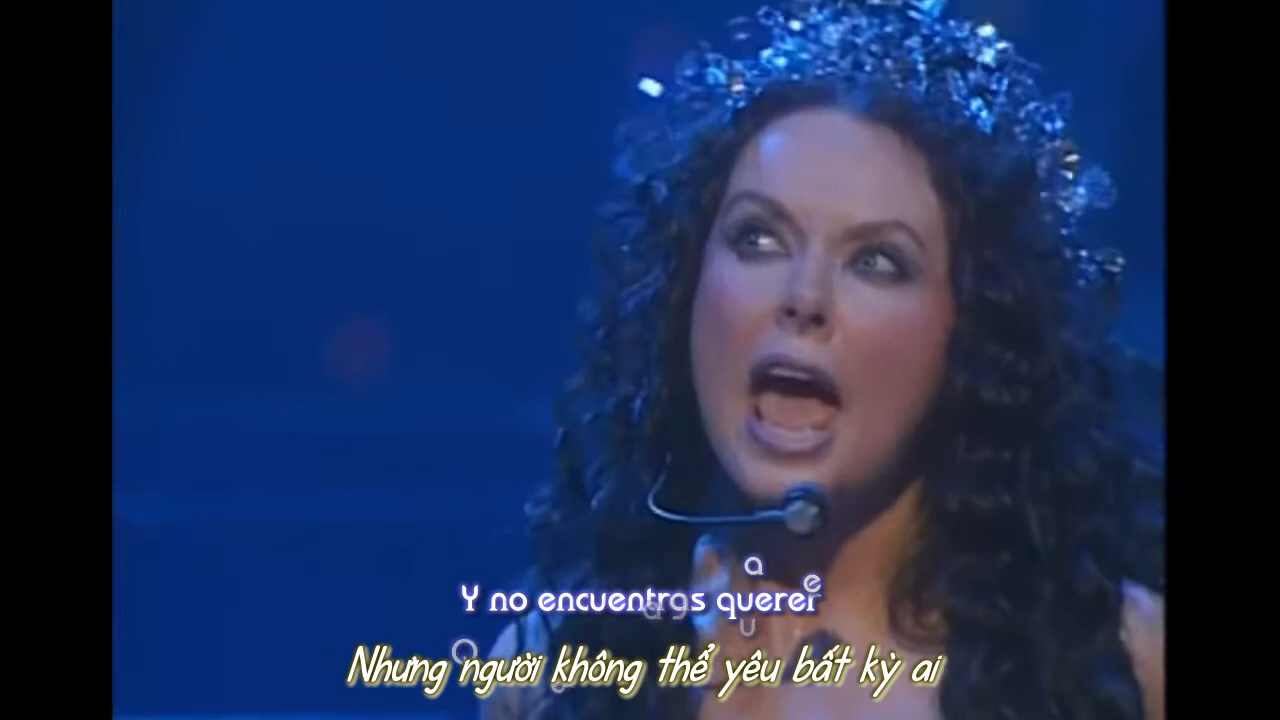 Y no encuentras querer
Nhưng người không thể yêu bất kỳ ai